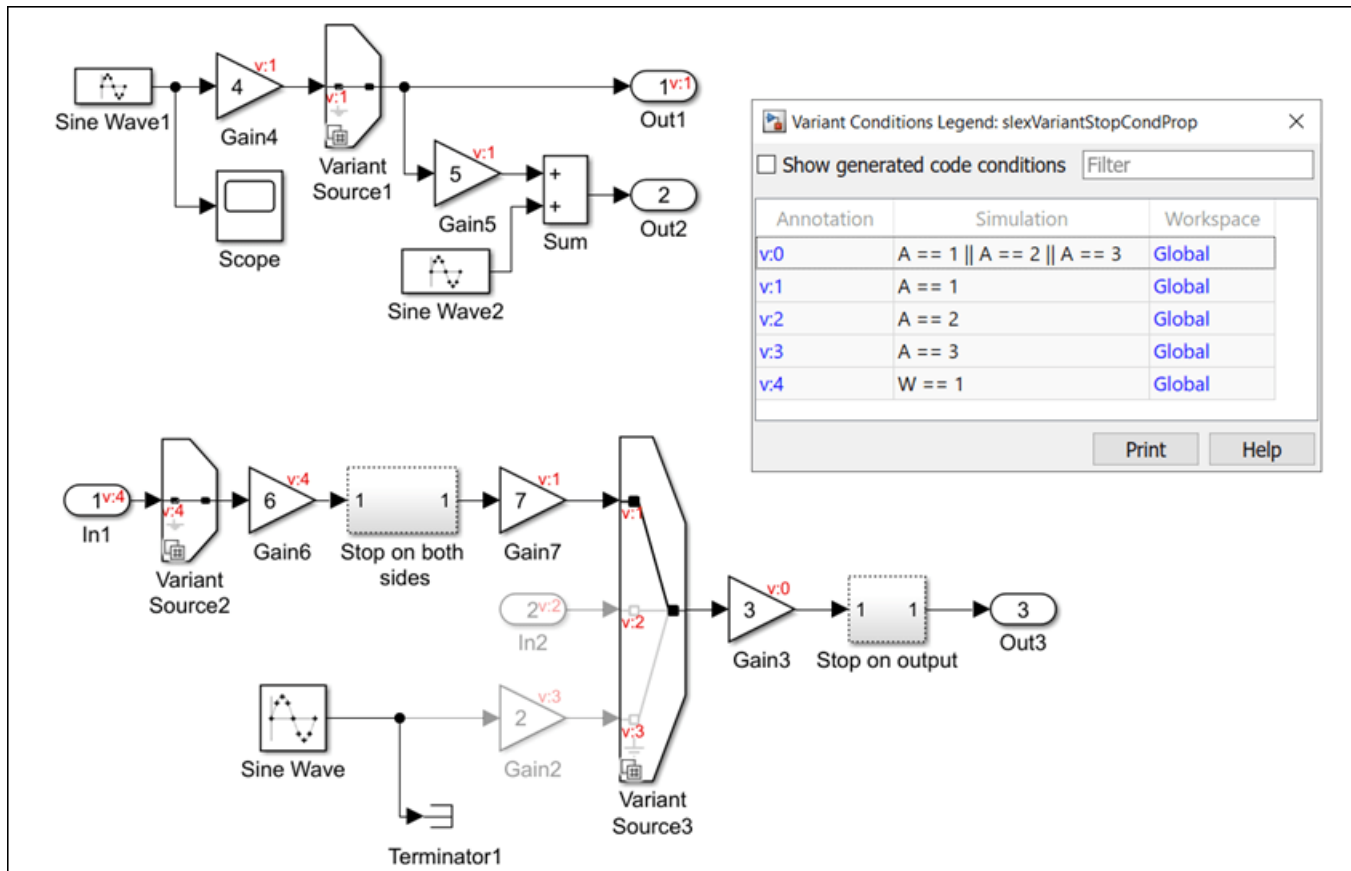 v:1
4
Sine Wave1
Gain4
v:1
Variant
Source1
1 v:1
Out1
Scope
v:1
5
Gain5
+
+
Sum
2
Out2
Sine Wave2
Variant Conditions Legend: slexVariantStopCondProp
Show generated code conditions
Filter
Annotation Simulation Workspace
v:0 A == 1 || A == 2 || A == 3 Global
v:1 A == 1 Global
v:2 A == 2 Global
v:3 A == 3 Global
v:4 W == 1 Global
Print Help
1 v:4
In1
v:4
Variant
Source2
v:4
6
Gain6
1 1
Stop on both
sides
v:1
7
Gain7
v:1
2 v:2
In2
v:2
v:0
3
Gain3
1 1
Stop on output
3
Out3
Sine Wave
v:3
2
Gain2
v:3
Variant
Source3
Terminator1